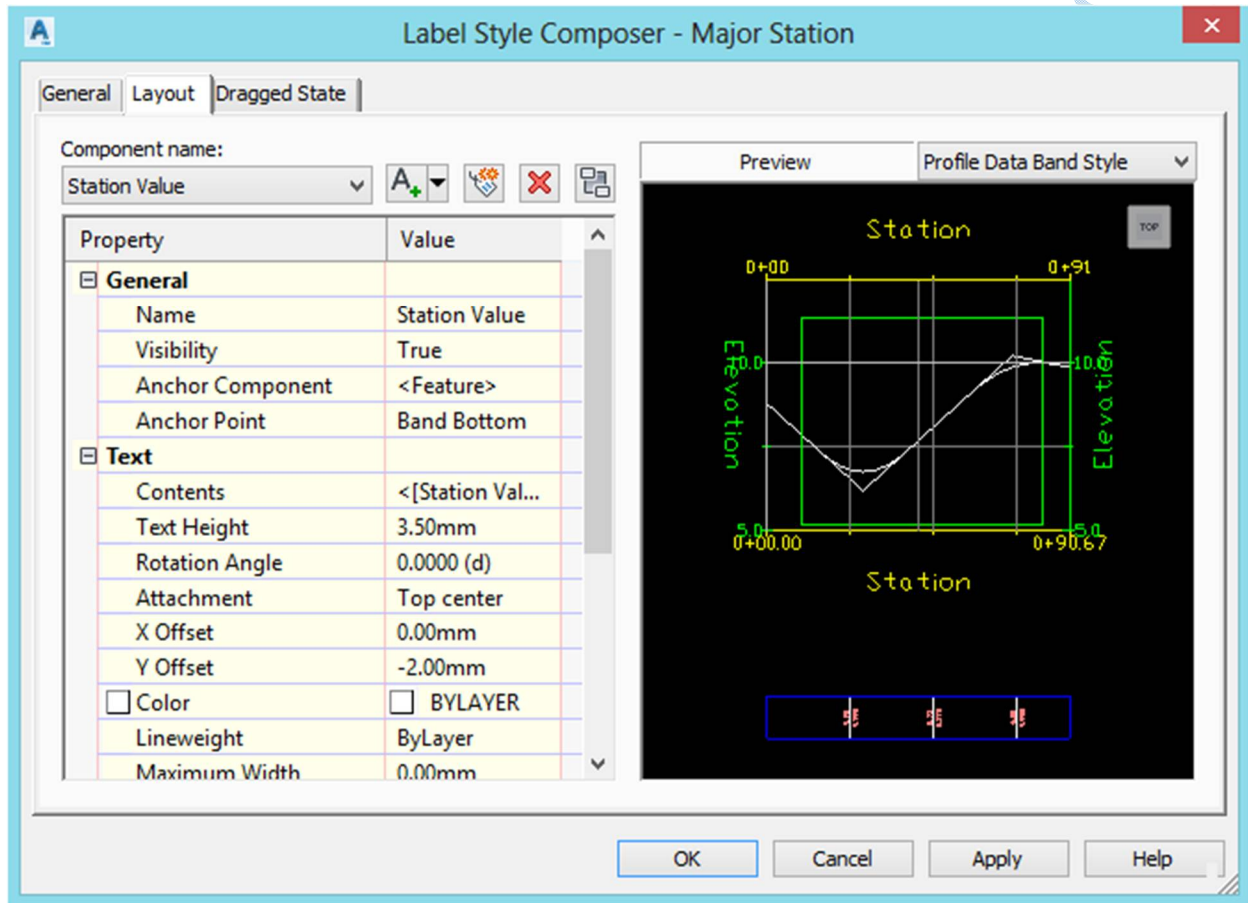 Label Style Composer - Major Station
General Layout Dragged State
Component name:
Station Value
Property Value
General
Name Station Value
Visibility True
Anchor Component <Feature>
Anchor Point Band Bottom
Text
Contents <[Station Val...
Text Height 3.50mm
Rotation Angle 0.0000 (d)
Attachment Top center
X Offset 0.00mm
Y Offset -2.00mm
Color BYLAYER
Lineweight ByLayer
Maximum Width 0.00mm
Preview Profile Data Band Style
TOP
Station
0+00 0+91
Elevation
10.0 10.0
Elevation
5.0 5.0
0+00.00 0+90.67
Station
OK Cancel Apply Help